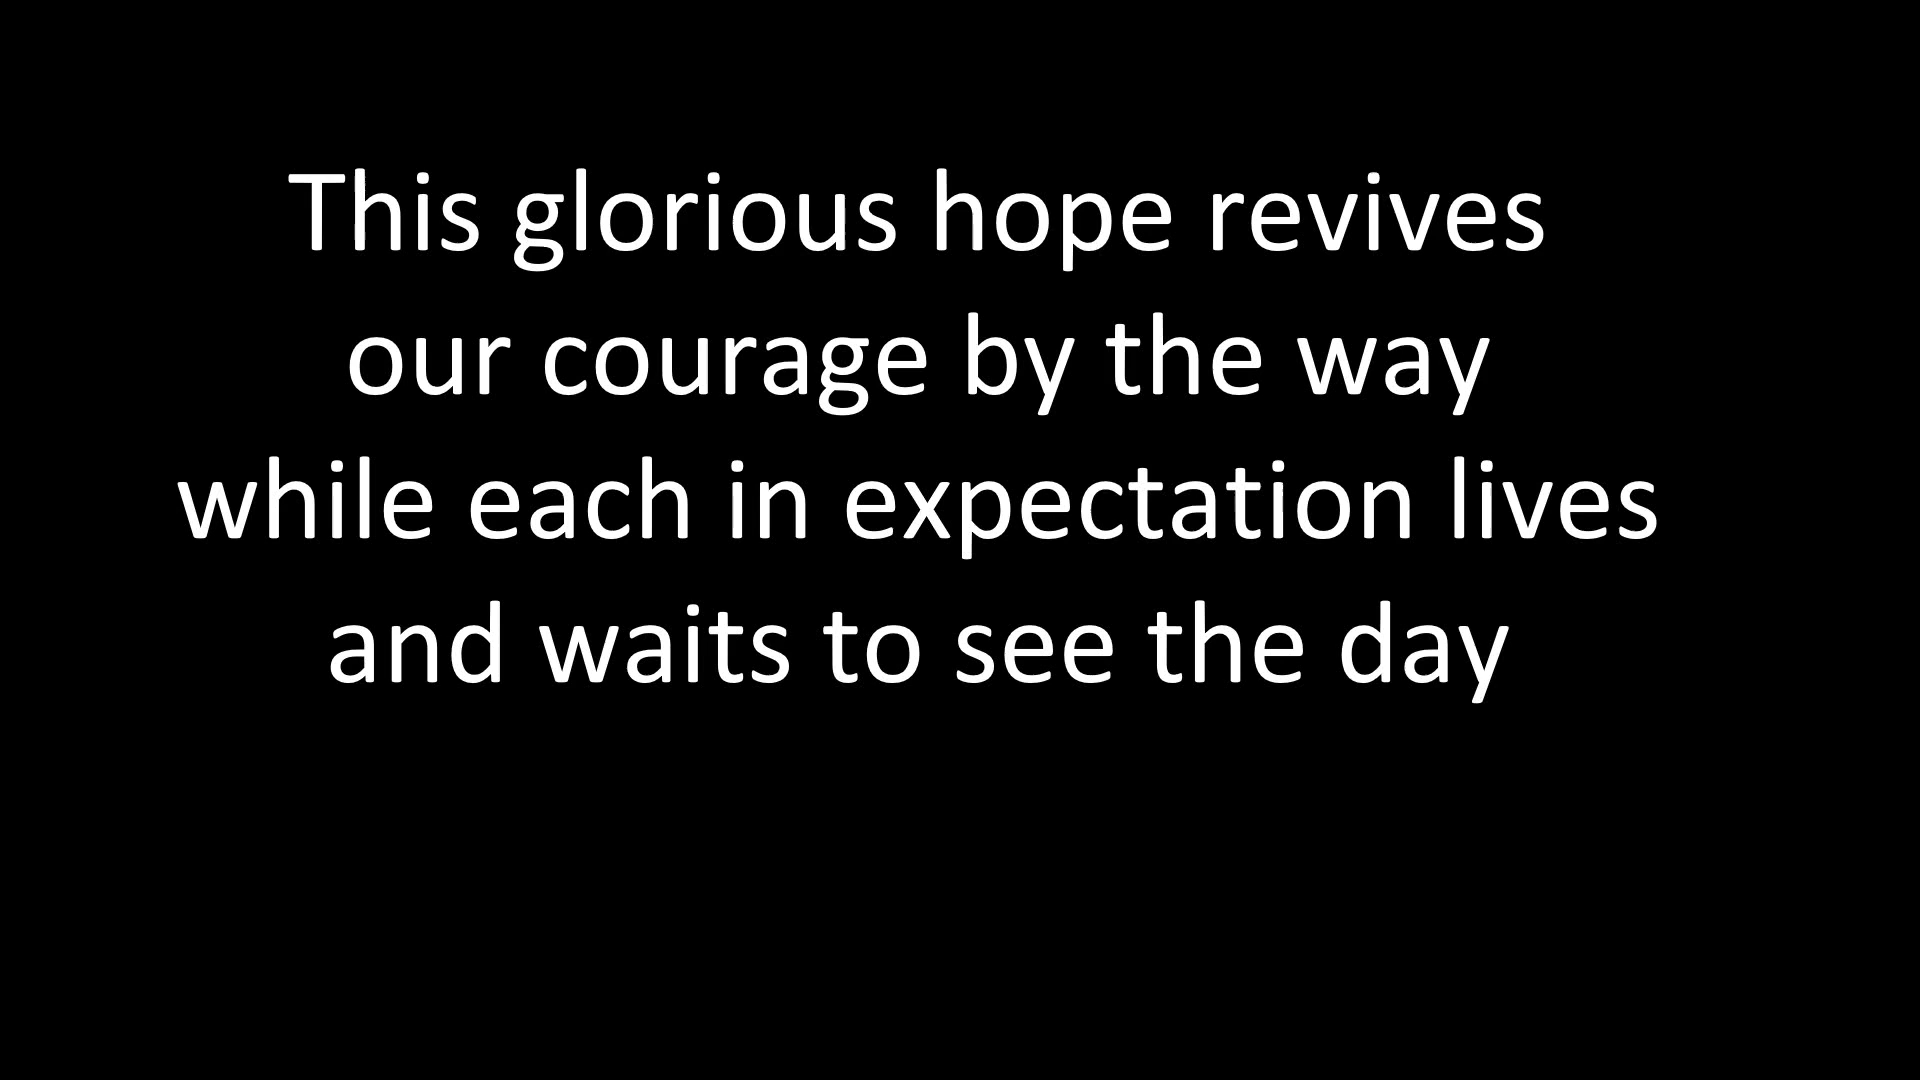 This glorious hope revives
our courage by the way
while each in expectation lives
and waits to see the day